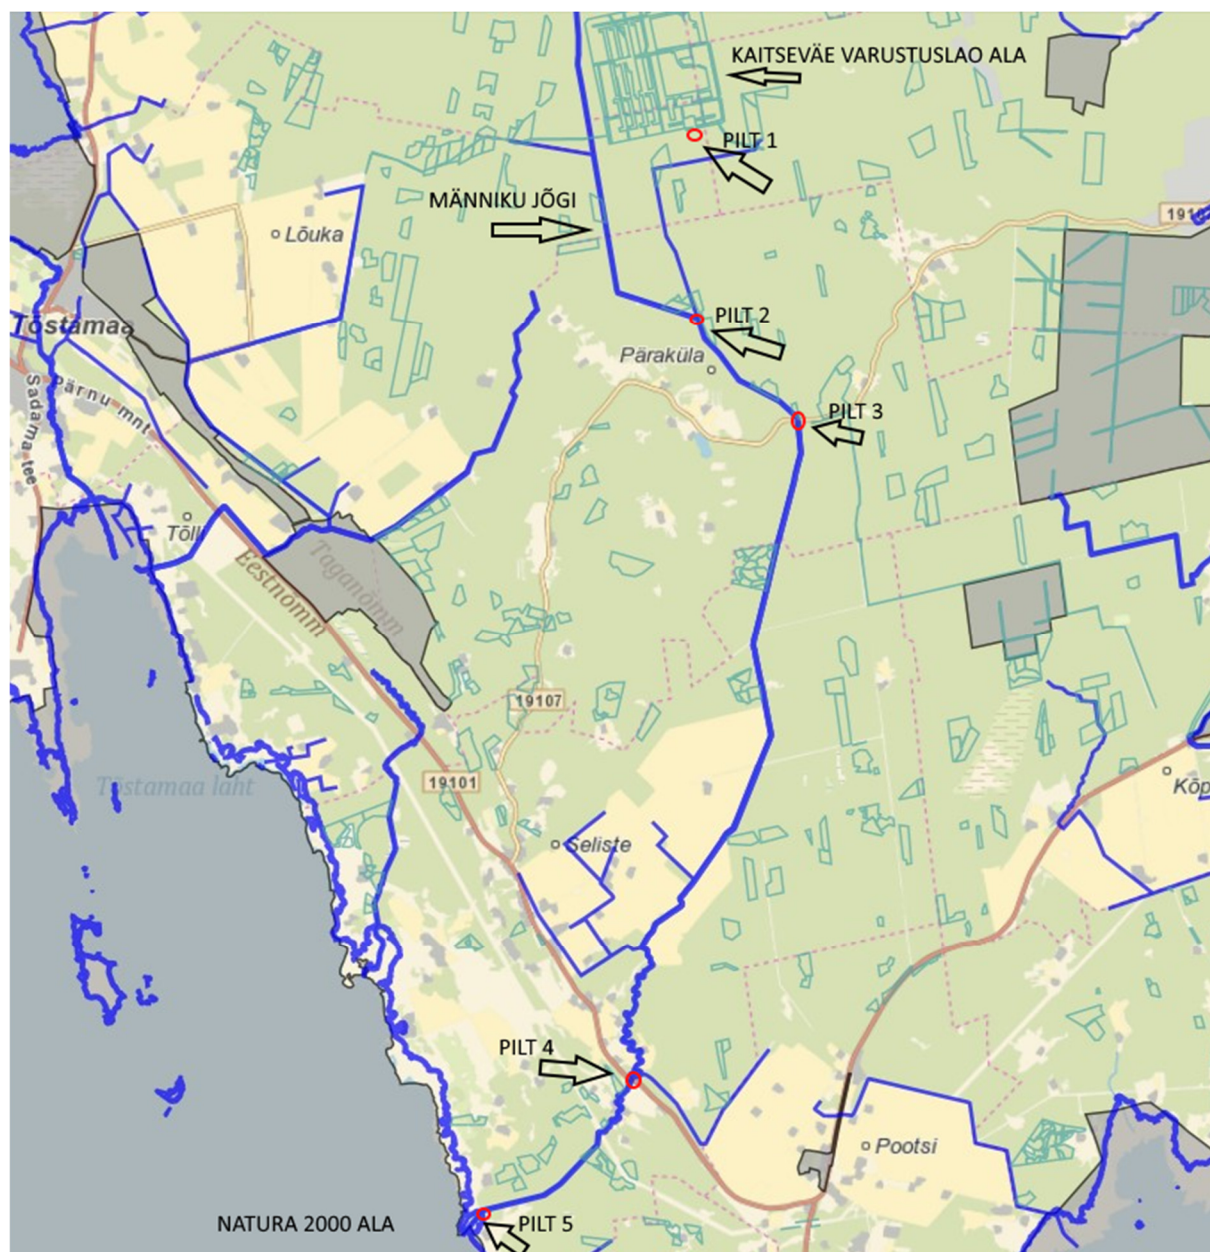 KAITSEVÄE VARUSTUSLAO ALA
PILT 1
MÄNNIKU JÕGI
Lõuka
PILT 2
Tõstamaa
Päraküla
Pärnu mnt
Sadama tee
PILT 3
Tõlli
Eestnõmm
Taganõmm
19107
19101
Tõstamaa laht
Kõp
Seliste
PILT 4
Pootsi
NATURA 2000 ALA
PILT 5